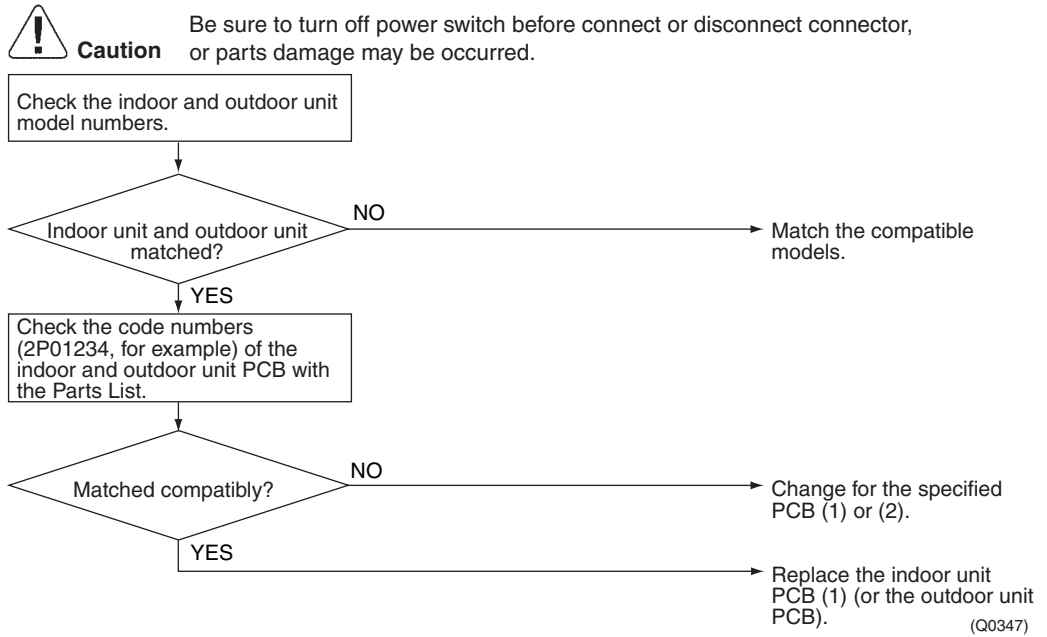 Be sure to turn off power switch before connect or disconnect connector,
Caution or parts damage may be occurred.
Check the indoor and outdoor unit
model numbers.
NO
Indoor unit and outdoor unit
matched?
Match the compatible
models.
YES
Check the code numbers
(2P01234, for example) of the
indoor and outdoor unit PCB with
the Parts List.
NO
Matched compatibly?
Change for the specified
PCB (1) or (2).
YES
Replace the indoor unit
PCB (1) (or the outdoor unit
PCB).
(Q0347)